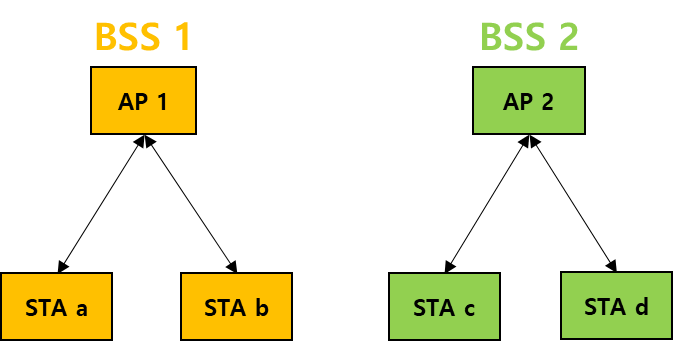 BSS 1
BSS 2
AP 1
AP 2
STA a
STA b
STA c
STA d